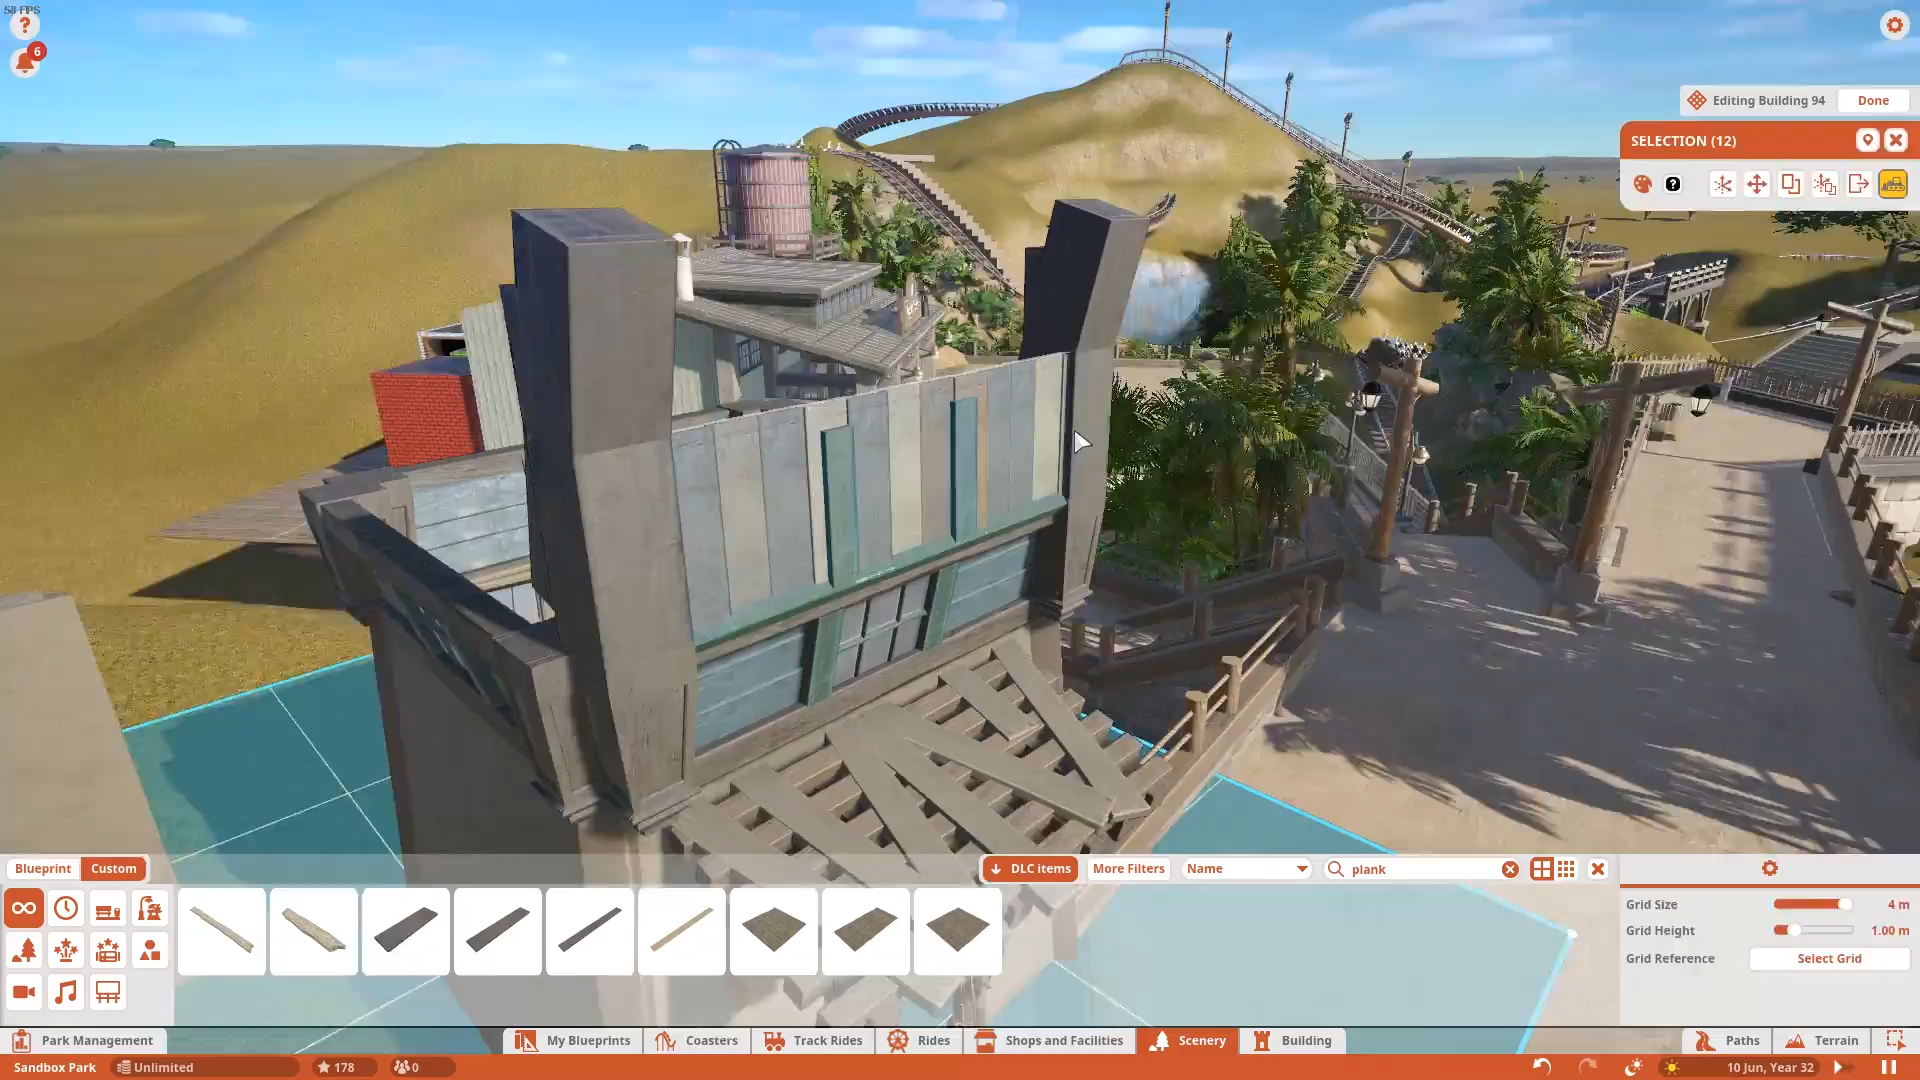 58 FPS
6
Editing Building 94
Done
SELECTION (12)
Blueprint
Custom
DLC items
More Filters
Name
plank
Grid Size
4 m
Grid Height
1.00 m
Grid Reference
Select Grid
Park Management
My Blueprints
Coasters
Track Rides
Rides
Shops and Facilities
Scenery
Building
Paths
Terrain
Sandbox Park
Unlimited
178
0
10 Jun, Year 32